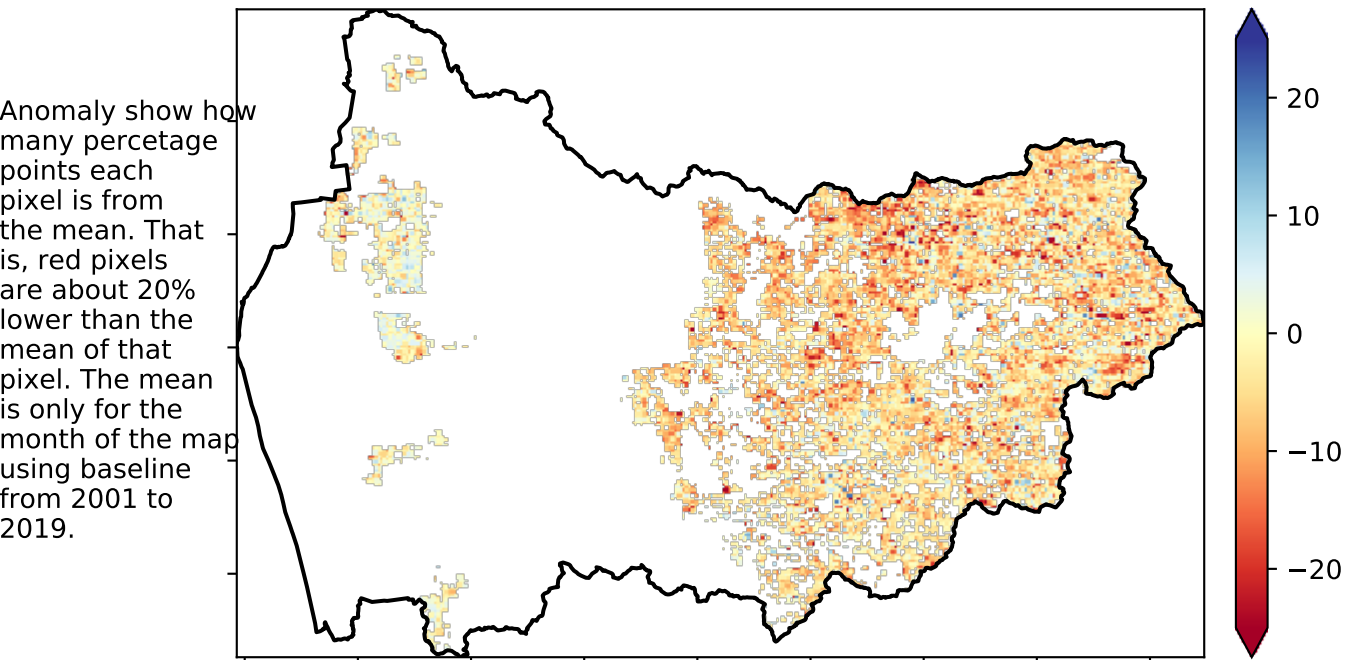 Anomaly show how
many percetage
points each
pixel is from
the mean. That
is, red pixels
are about 20%
lower than the
mean of that
pixel. The mean
is only for the
month of the map
using baseline
from 2001 to
2019.
20
10
0
−10
−20